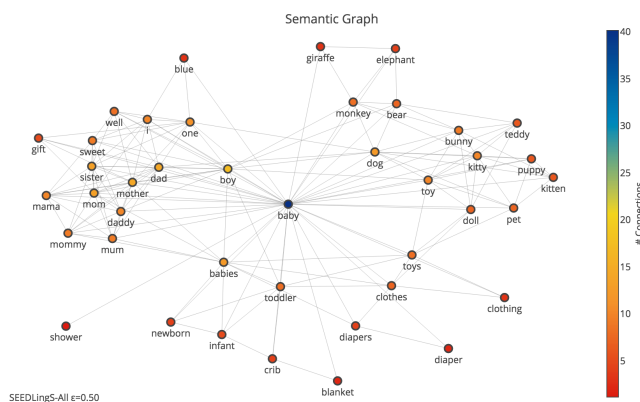 Semantic Graph
40
giraffe
elephant
blue
35
monkey
bear
well
i
one
bunny
teddy
30
gift
sweet
dog
kitty
puppy
sister
dad
boy
toy
kitten
25
mother
mama
mom
baby
doll
pet
daddy
# Connections
20
mommy
mum
babies
toys
15
toddler
clothes
clothing
10
shower
newborn
infant
diapers
crib
diaper
5
blanket
SEEDLingS-All ε=0.50